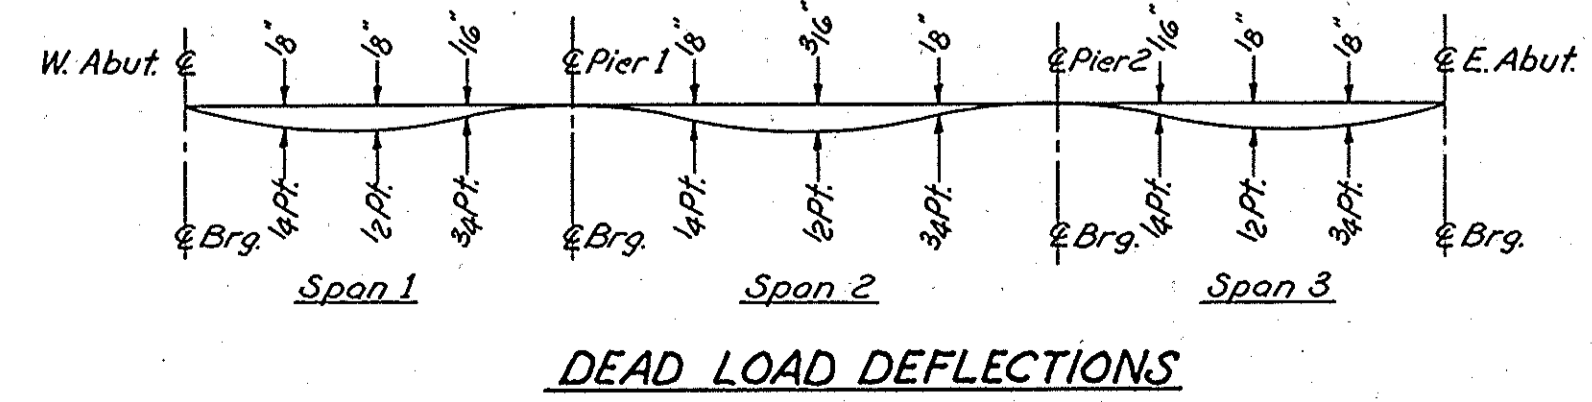 1/8" 1/8" 1/16" 1/8" 3/16" 1/8" 1/16" 1/8" 1/8"
W. Abut. ℄ ℄ Pier 1 ℄ Pier 2 ℄ E. Abut.
1/4 Pt. 1/2 Pt. 3/4 Pt. 1/4 Pt. 1/2 Pt. 3/4 Pt. 1/4 Pt. 1/2 Pt. 3/4 Pt.
℄ Brg. ℄ Brg. ℄ Brg. ℄ Brg.
Span 1 Span 2 Span 3
DEAD LOAD DEFLECTIONS